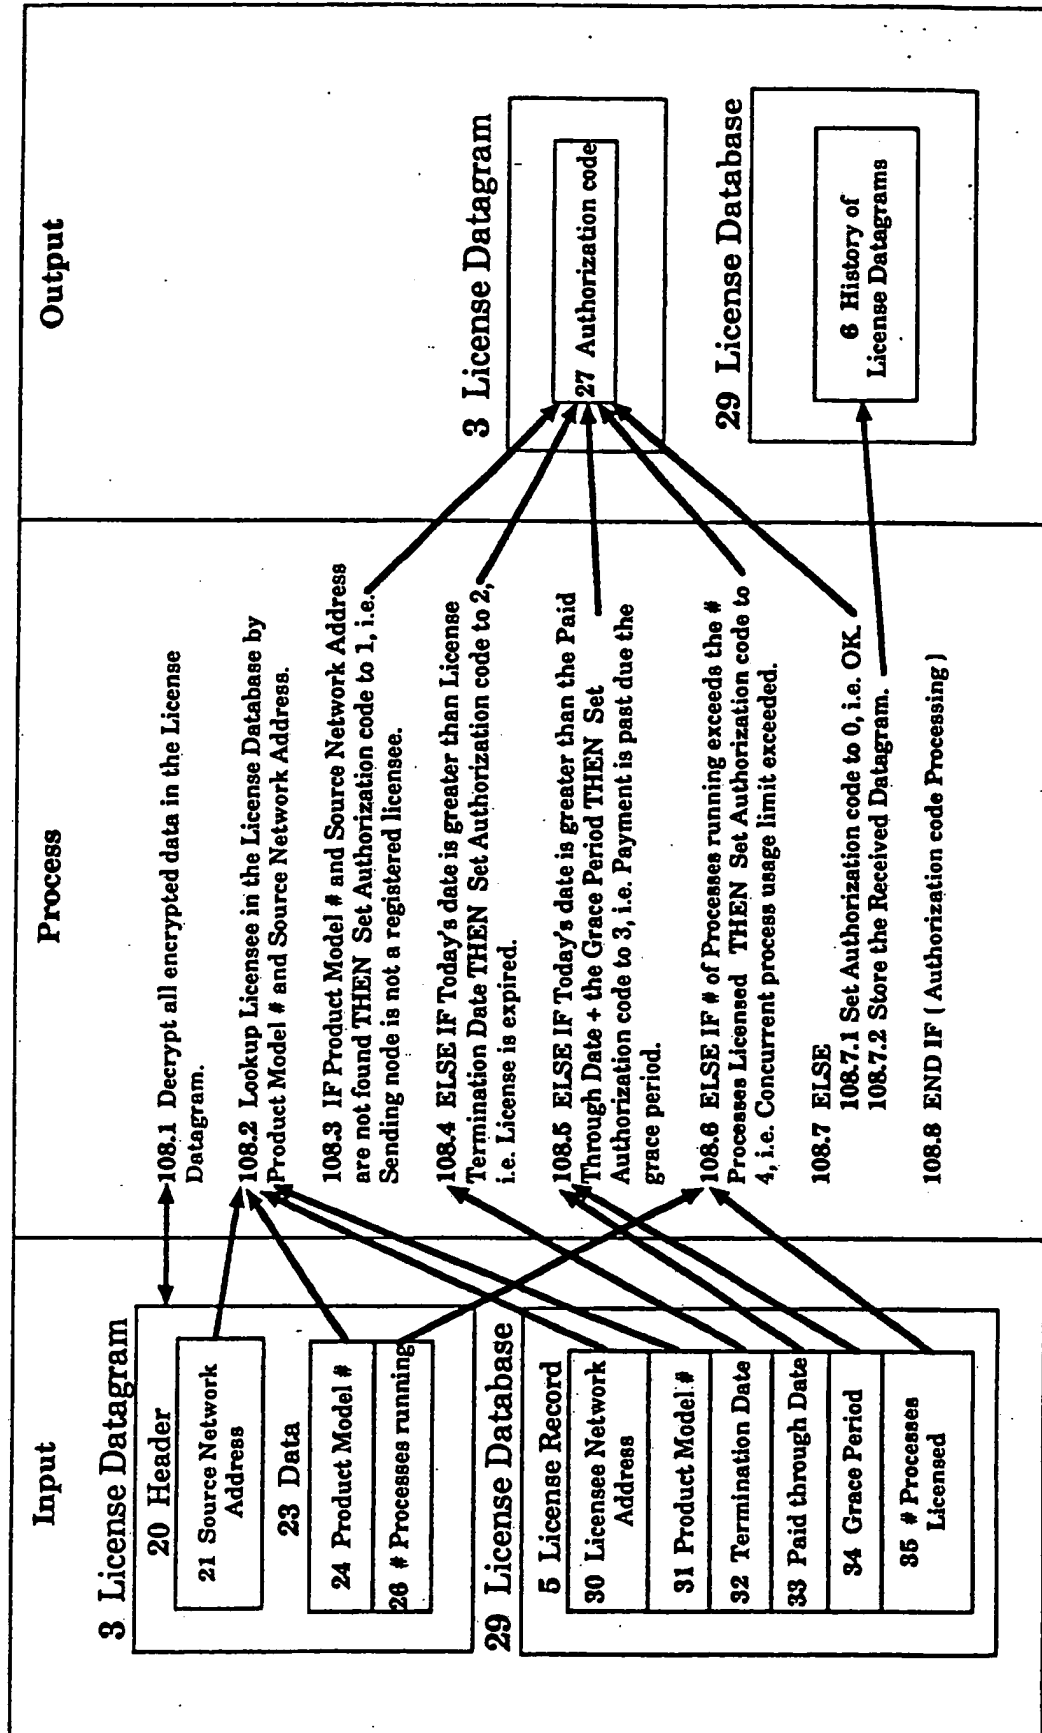 Input
3 License Datagram
20 Header
21 Source Network
Address
23 Data
24 Product Model #
26 # Processes running
29 License Database
5 License Record
30 Licensee Network
Address
31 Product Model #
32 Termination Date
33 Paid through Date
34 Grace Period
35 # Processes
Licensed
Process
108.1 Decrypt all encrypted data in the License
Datagram.
108.2 Lookup Licensee in the License Database by
Product Model # and Source Network Address.
108.3 IF Product Model # and Source Network Address
are not found THEN Set Authorization code to 1, i.e.
Sending node is not a registered licensee.
108.4 ELSE IF Today's date is greater than License
Termination Date THEN Set Authorization code to 2,
i.e. License is expired.
108.5 ELSE IF Today's date is greater than the Paid
Through Date + the Grace Period THEN Set
Authorization code to 3, i.e. Payment is past due the
grace period.
108.6 ELSE IF # of Processes running exceeds the #
Processes Licensed THEN Set Authorization code to
4, i.e. Concurrent process usage limit exceeded.
108.7 ELSE
108.7.1 Set Authorization code to 0, i.e. OK.
108.7.2 Store the Received Datagram.
108.8 END IF ( Authorization code Processing )
Output
3 License Datagram
27 Authorization code
29 License Database
6 History of
License Datagrams